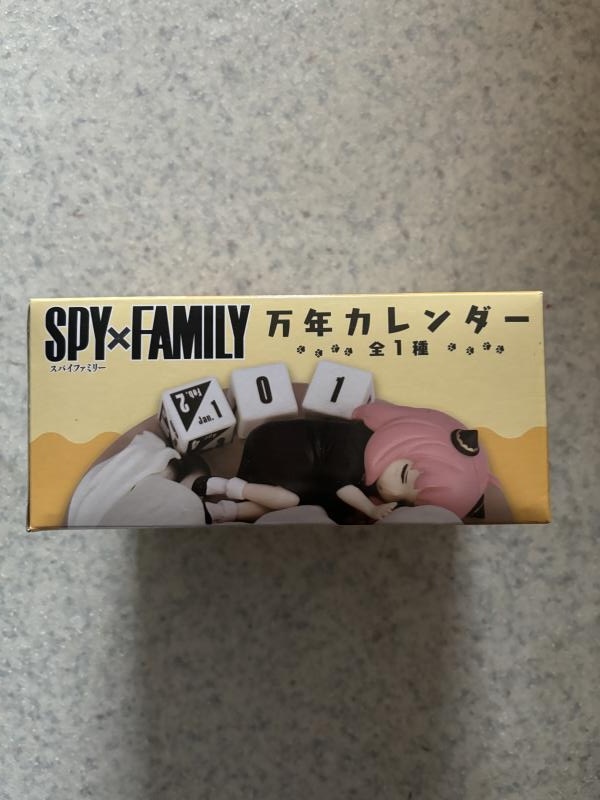 SPY×FAMILY
スパイファミリー
万年カレンダー
全1種
Feb. 2
Jan. 1
0
1